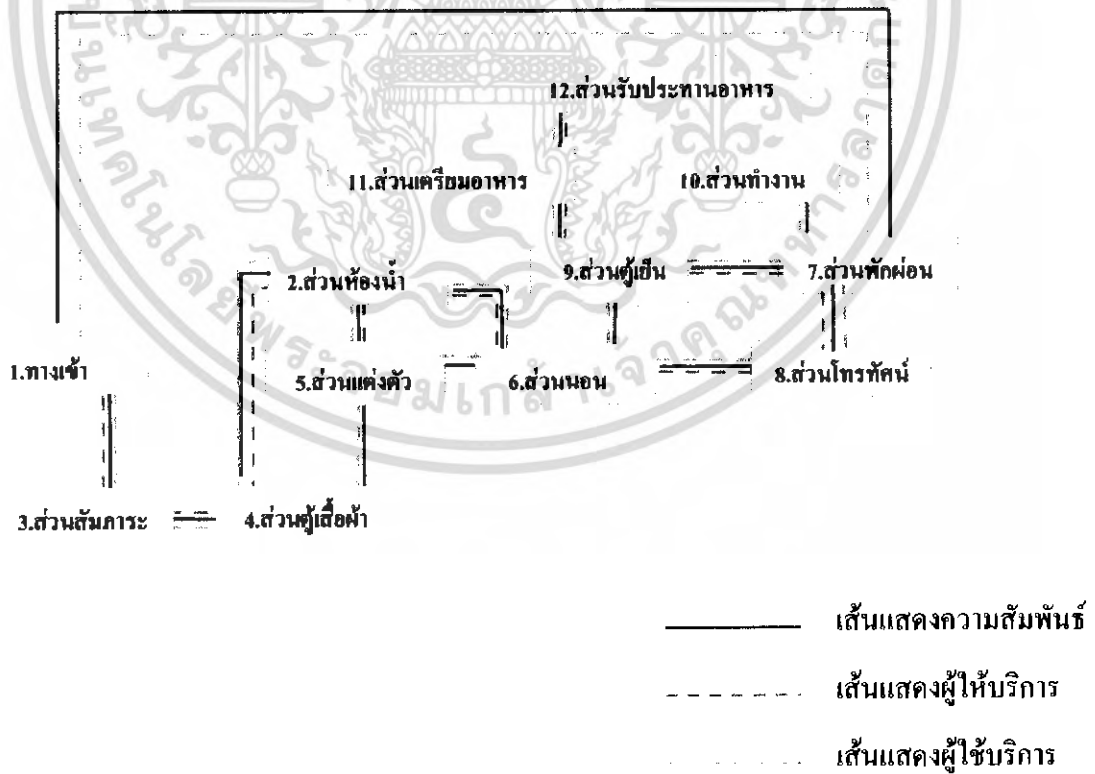 12.ส่วนรับประทานอาหาร
11.ส่วนเตรียมอาหาร
10.ส่วนทำงาน
2.ส่วนห้องน้ำ
9.ส่วนตู้เย็น
7.ส่วนพักผ่อน
1.ทางเข้า
5.ส่วนแต่งตัว
6.ส่วนนอน
8.ส่วนโทรทัศน์
3.ส่วนสัมภาระ
4.ส่วนตู้เสื้อผ้า
เส้นแสดงความสัมพันธ์
เส้นแสดงผู้ให้บริการ
เส้นแสดงผู้ใช้บริการ